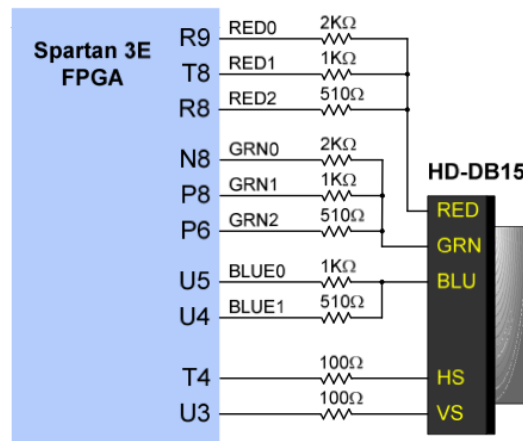 Spartan 3E
FPGA
R9 RED0 2KΩ
T8 RED1 1KΩ
R8 RED2 510Ω
N8 GRN0 2KΩ
P8 GRN1 1KΩ
P6 GRN2 510Ω
U5 BLUE0 1KΩ
U4 BLUE1 510Ω
T4 100Ω
U3 100Ω
HD-DB15
RED
GRN
BLU
HS
VS